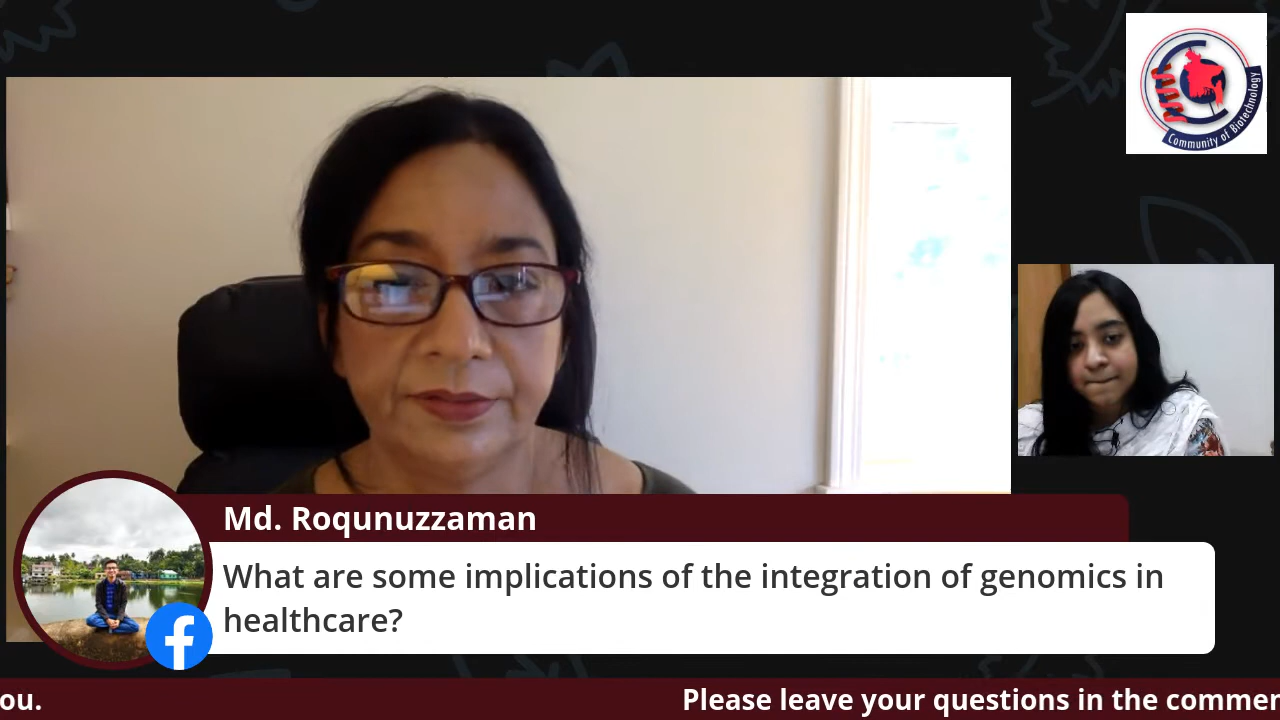 Community of Biotechnology
Md. Roqunuzzaman
What are some implications of the integration of genomics in
healthcare?
ou.
Please leave your questions in the commen